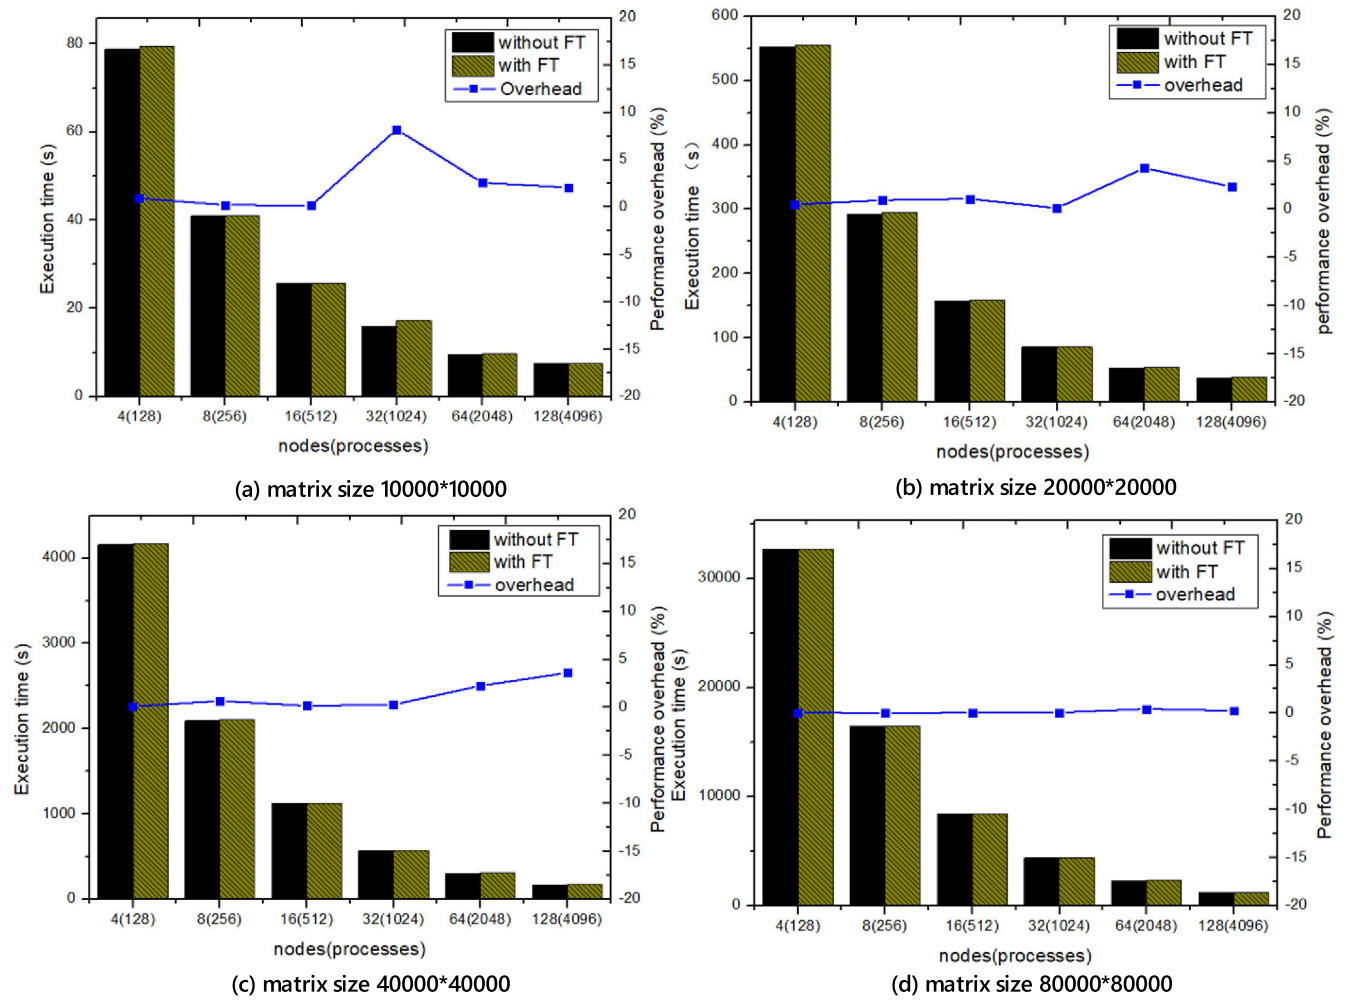 without FT
with FT
Overhead
80
60
40
20
0
20
15
10
5
0
-5
-10
-15
-20
Execution time (s)
Performance overhead (%)
4(128) 8(256) 16(512) 32(1024) 64(2048) 128(4096)
nodes(processes)
(a) matrix size 10000*10000
without FT
with FT
overhead
600
500
400
300
200
100
0
20
15
10
5
0
-5
-10
-15
-20
Execution time （s）
performance overhead (%)
4(128) 8(256) 16(512) 32(1024) 64(2048) 128(4096)
nodes(processes)
(b) matrix size 20000*20000
without FT
with FT
overhead
4000
3000
2000
1000
0
20
15
10
5
0
-5
-10
-15
-20
Execution time (s)
Performance overhead (%)
4(128) 8(256) 16(512) 32(1024) 64(2048) 128(4096)
nodes(processes)
(c) matrix size 40000*40000
without FT
with FT
overhead
30000
20000
10000
0
20
15
10
5
0
-5
-10
-15
-20
Execution time (s)
Performance overhead (%)
4(128) 8(256) 16(512) 32(1024) 64(2048) 128(4096)
nodes(processes)
(d) matrix size 80000*80000